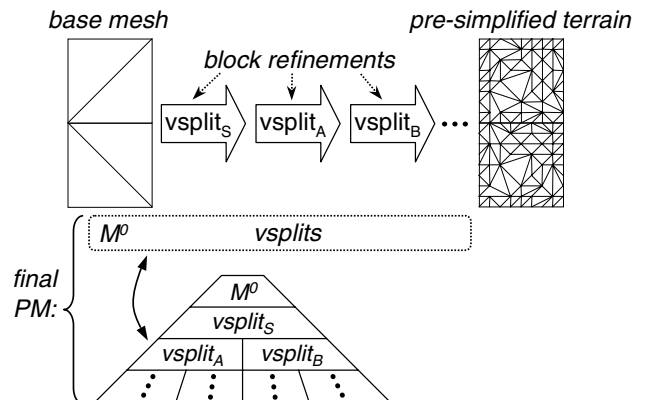 base mesh
pre-simplified terrain
block refinements
vsplitS
vsplitA
vsplitB
M0
vsplits
final
PM:
M0
vsplitS
vsplitA
vsplitB